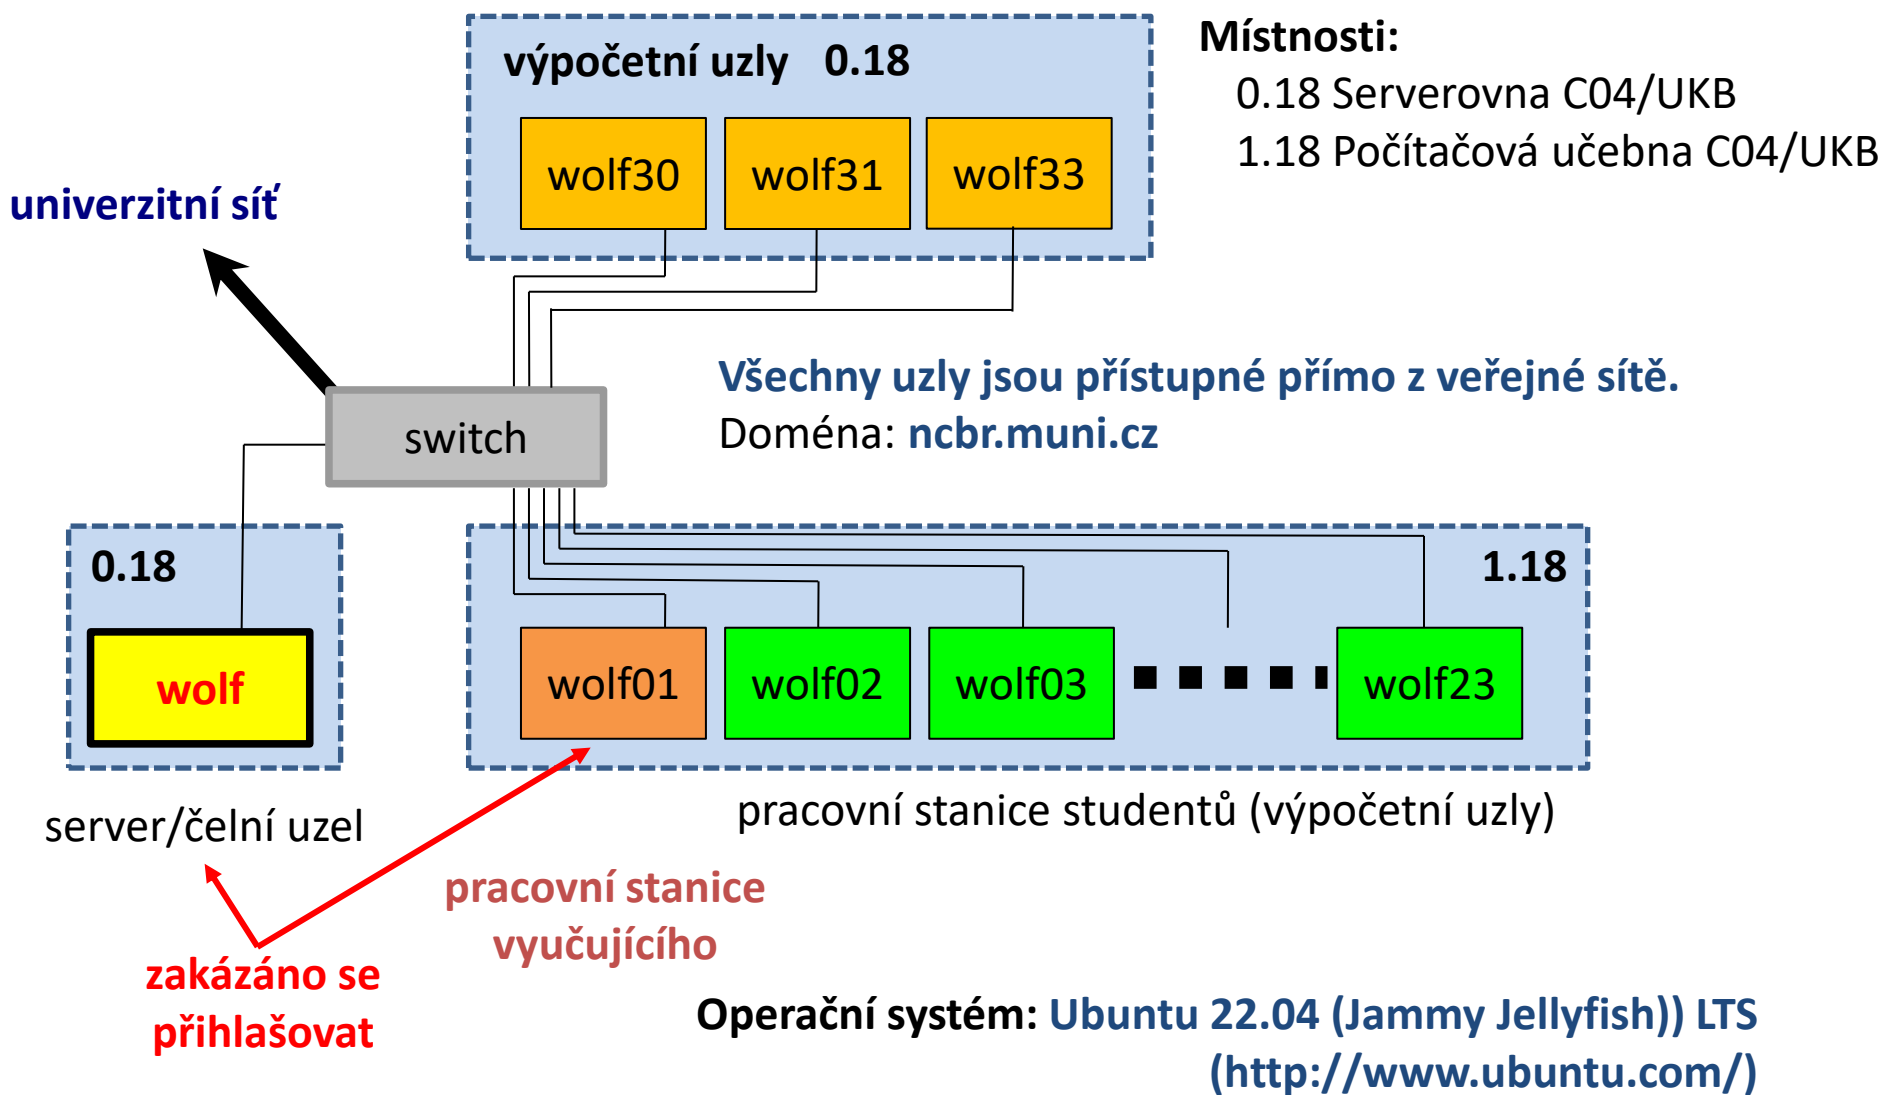 výpočetní uzly 0.18
wolf30
wolf31
wolf33
Místnosti:
0.18 Serverovna C04/UKB
1.18 Počítačová učebna C04/UKB
univerzitní síť
switch
Všechny uzly jsou přístupné přímo z veřejné sítě.
Doména: ncbr.muni.cz
0.18
wolf
server/čelní uzel
1.18
wolf01
wolf02
wolf03
wolf23
pracovní stanice studentů (výpočetní uzly)
pracovní stanice
vyučujícího
zakázáno se
přihlašovat
Operační systém: Ubuntu 22.04 (Jammy Jellyfish)) LTS
(http://www.ubuntu.com/)